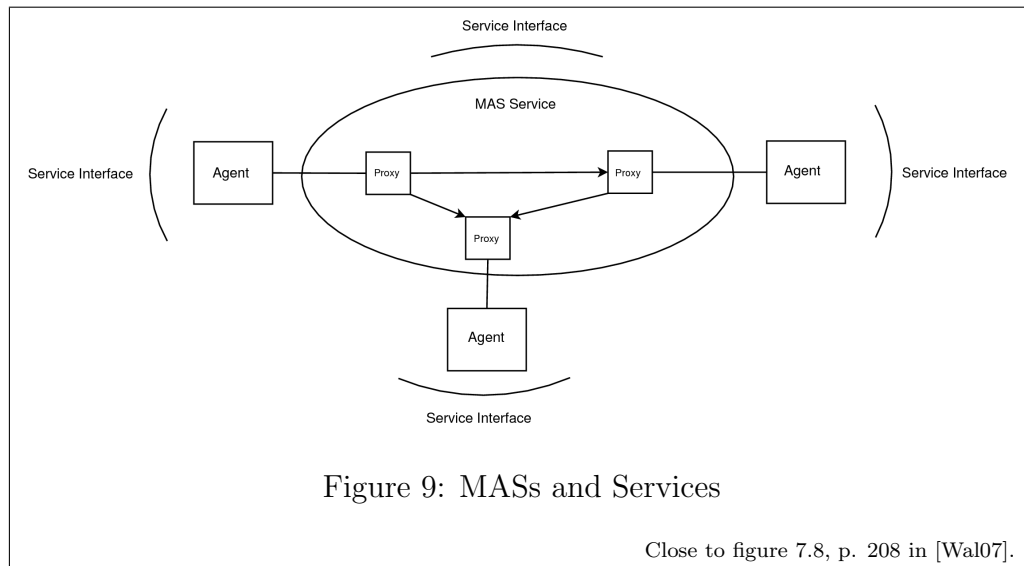 Service Interface
MAS Service
Service Interface
Agent
Proxy
Proxy
Agent
Service Interface
Proxy
Agent
Service Interface
Figure 9: MASs and Services
Close to figure 7.8, p. 208 in [Wal07].